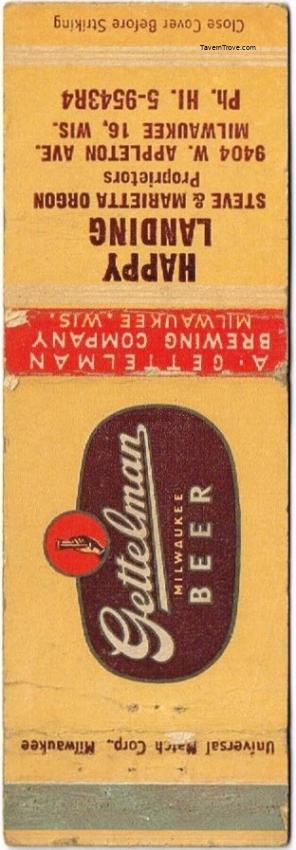 Close Cover Before Striking
TavernTrove.com
HAPPY
LANDING
STEVE & MARIETTA ORGON
Proprietors
9404 W. APPLETON AVE.
MILWAUKEE 16, WIS.
Ph. HI. 5-9543R4
A. GETTELMAN
BREWING COMPANY
MILWAUKEE, WIS.
Gettelman
MILWAUKEE
BEER
Universal Match Corp., Milwaukee